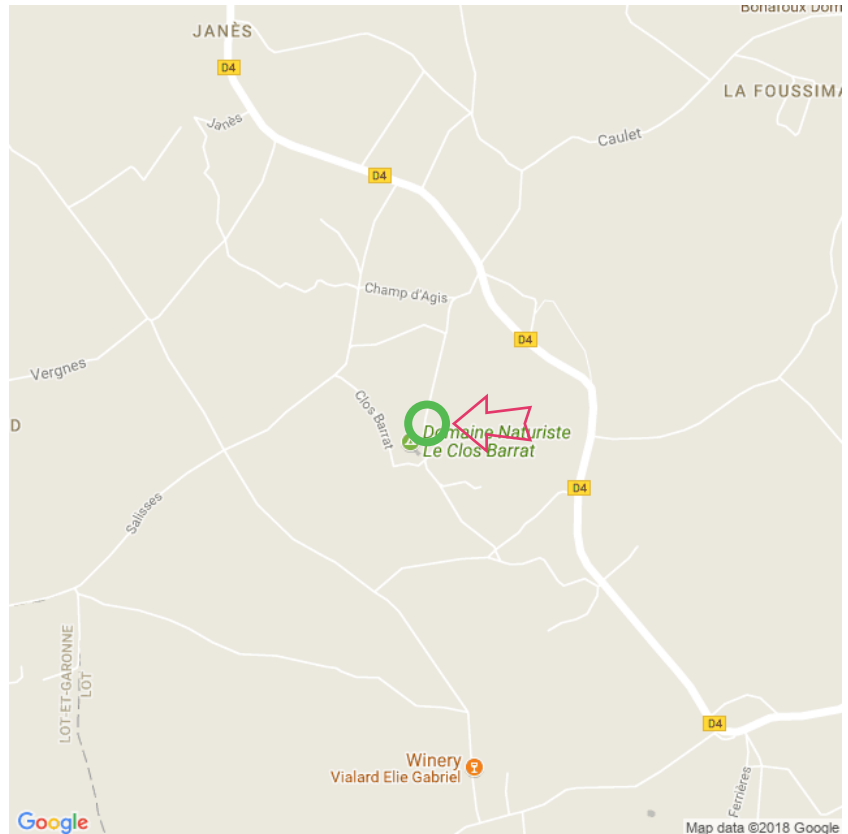 Bonafoux Dom
JANÈS
D4
LA FOUSSIMA
Janès
Caulet
D4
Champ d'Agis
D4
Vergnes
Clos Barrat
D
Domaine Naturiste
Le Clos Barrat
D4
Salisses
LOT-ET-GARONNE
LOT
D4
Winery
Vialard Elie Gabriel
Ferrières
Google
Map data ©2018 Google